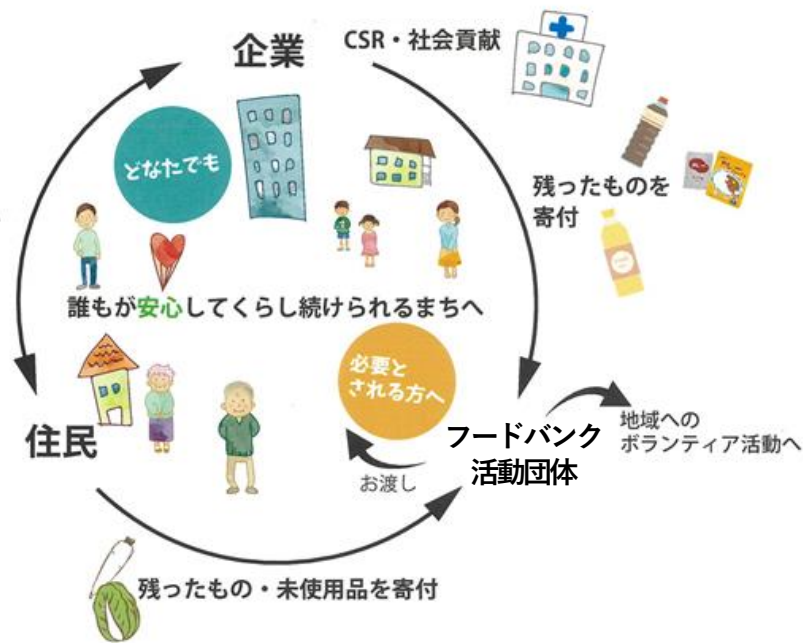 企業
CSR・社会貢献
どなたでも
残ったものを
寄付
誰もが安心してくらし続けられるまちへ
必要と
される方へ
住民
フードバンク
活動団体
地域への
ボランティア活動へ
お渡し
残ったもの・未使用品を寄付